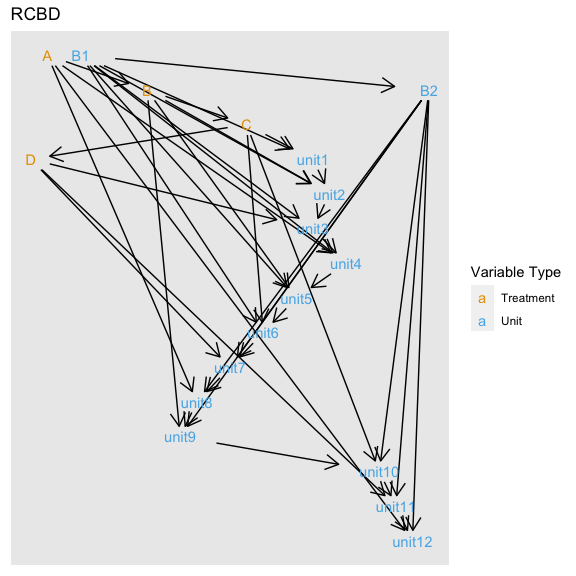 RCBD
A B1
B B2
C
unit1
D
unit2
unit3
unit4
unit5
unit6
unit7
unit8
unit9
unit10
unit11
unit12
Variable Type
a Treatment
a Unit